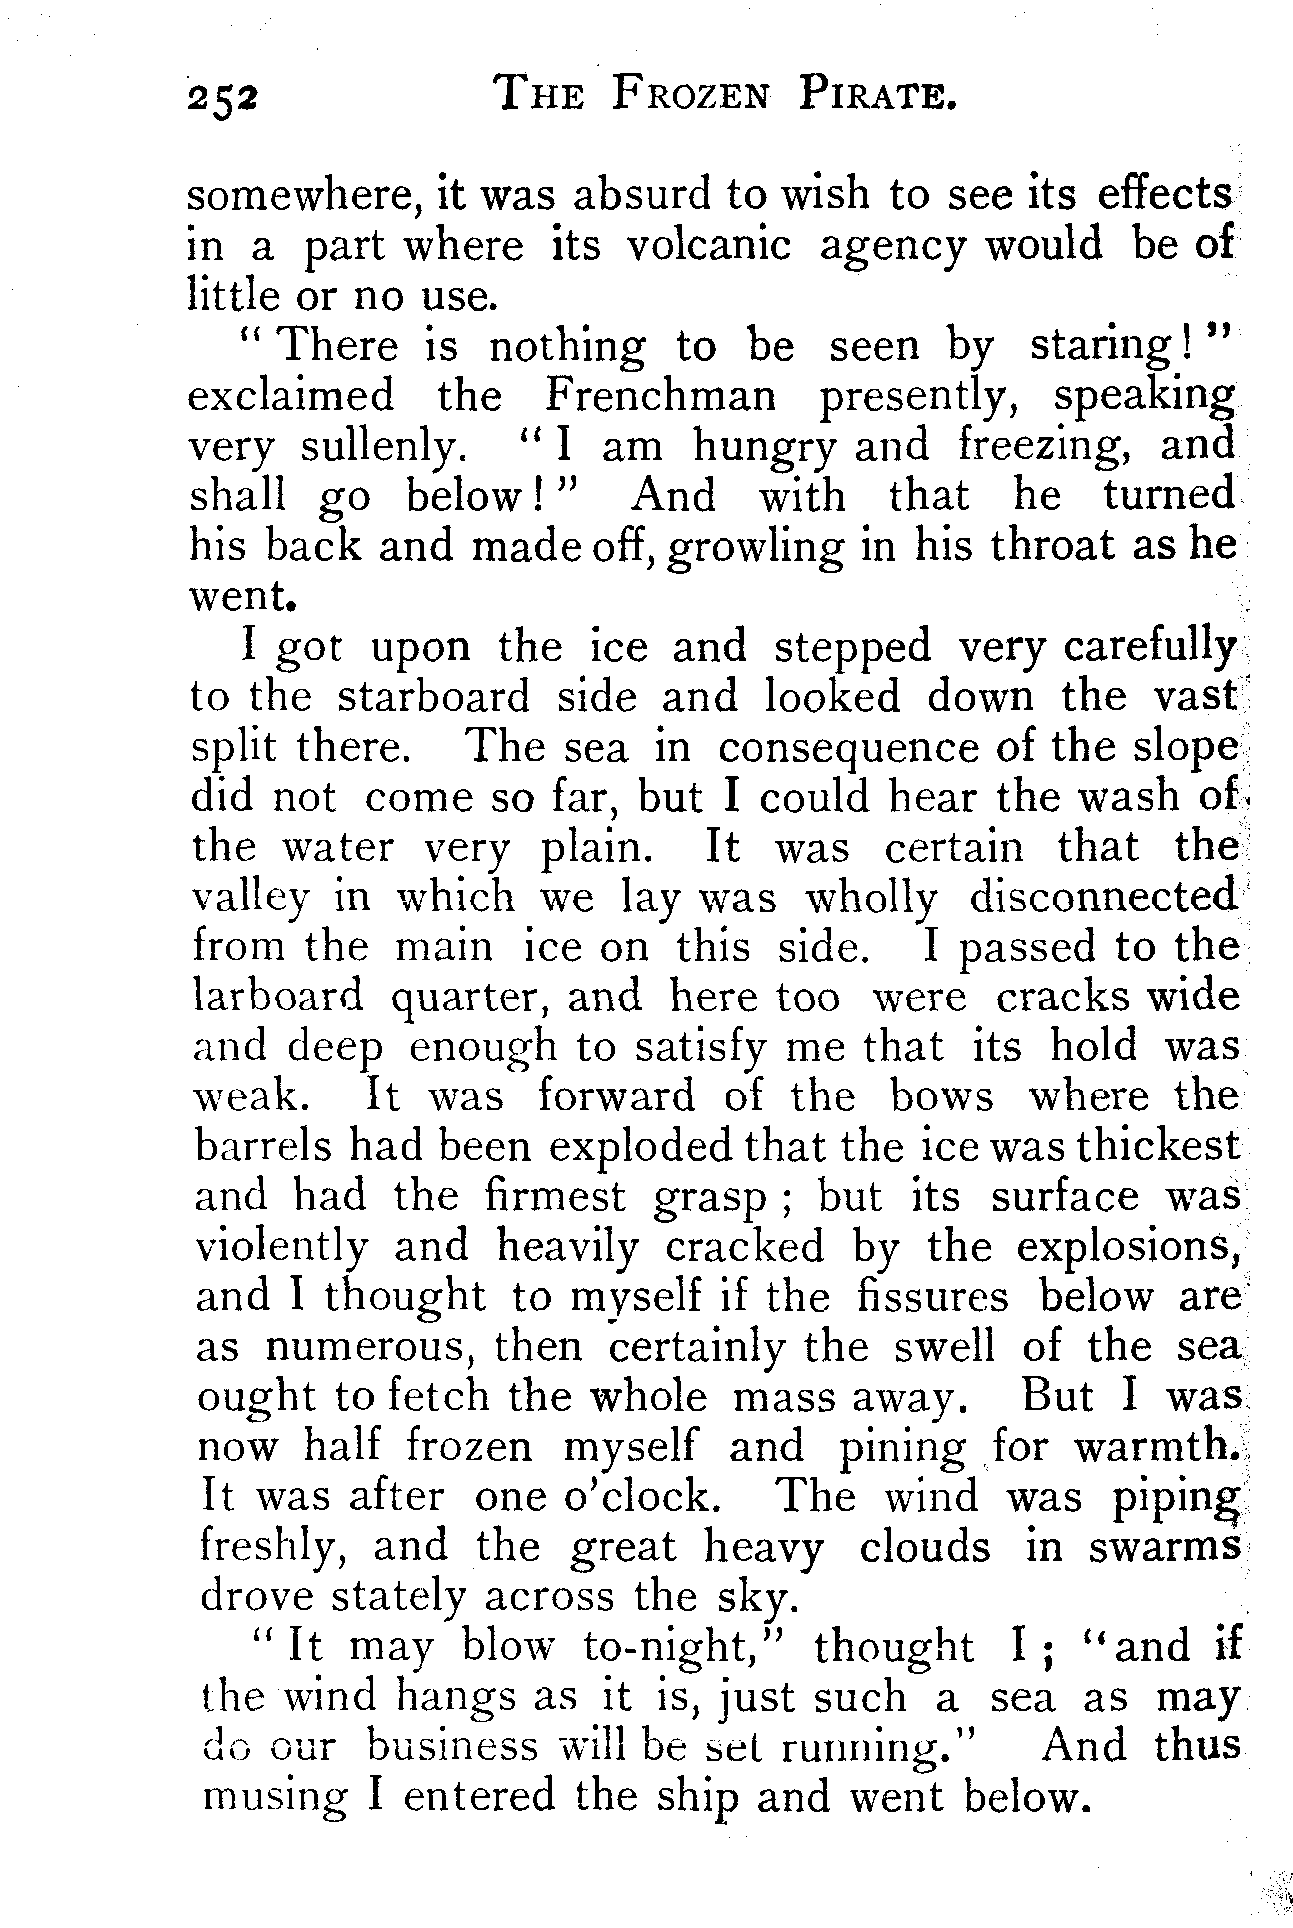 252 THE FROZEN PIRATE.
somewhere, it was absurd to wish to see its effects
in a part where its volcanic agency would be of
little or no use.
" There is nothing to be seen by staring! "
exclaimed the Frenchman presently, speaking
very sullenly. " I am hungry and freezing, and
shall go below! " And with that he turned
his back and made off, growling in his throat as he
went.
I got upon the ice and stepped very carefully
to the starboard side and looked down the vast
split there. The sea in consequence of the slope
did not come so far, but I could hear the wash of
the water very plain. It was certain that the
valley in which we lay was wholly disconnected
from the main ice on this side. I passed to the
larboard quarter, and here too were cracks wide
and deep enough to satisfy me that its hold was
weak. It was forward of the bows where the
barrels had been exploded that the ice was thickest
and had the firmest grasp ; but its surface was
violently and heavily cracked by the explosions,
and I thought to myself if the fissures below are
as numerous, then certainly the swell of the sea
ought to fetch the whole mass away. But I was
now half frozen myself and pining for warmth.
It was after one o'clock. The wind was piping
freshly, and the great heavy clouds in swarms
drove stately across the sky.
" It may blow to-night," thought I ; "and if
the wind hangs as it is, just such a sea as may
do our business will be set running." And thus
musing I entered the ship and went below.